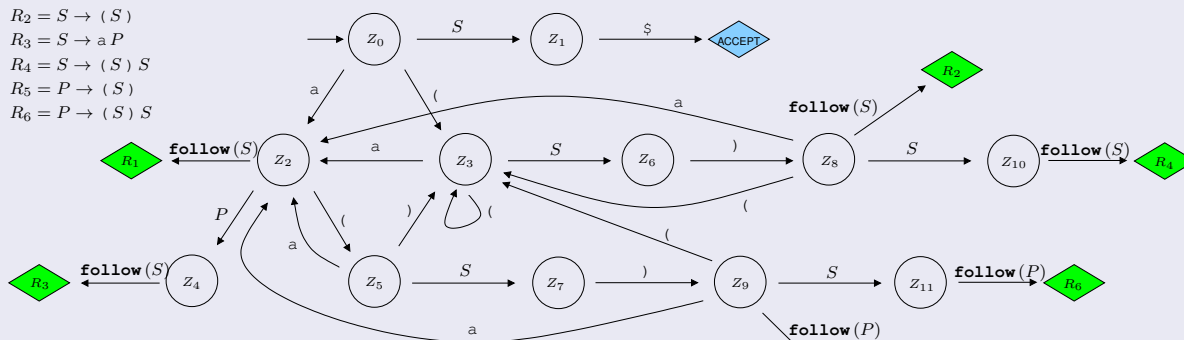 R2 = S → ( S )
R3 = S → a P
R4 = S → ( S ) S
R5 = P → ( S )
R6 = P → ( S ) S
Z0 S Z1 $ ACCEPT
R2
a ( a follow(S)
R1 follow(S) Z2 a Z3 S Z6 ) Z8 S Z10 follow(S) R4
P ( ) ( (
a (
R3 follow(S) Z4 Z5 S Z7 ) Z9 S Z11 follow(P) R6
a follow(P)